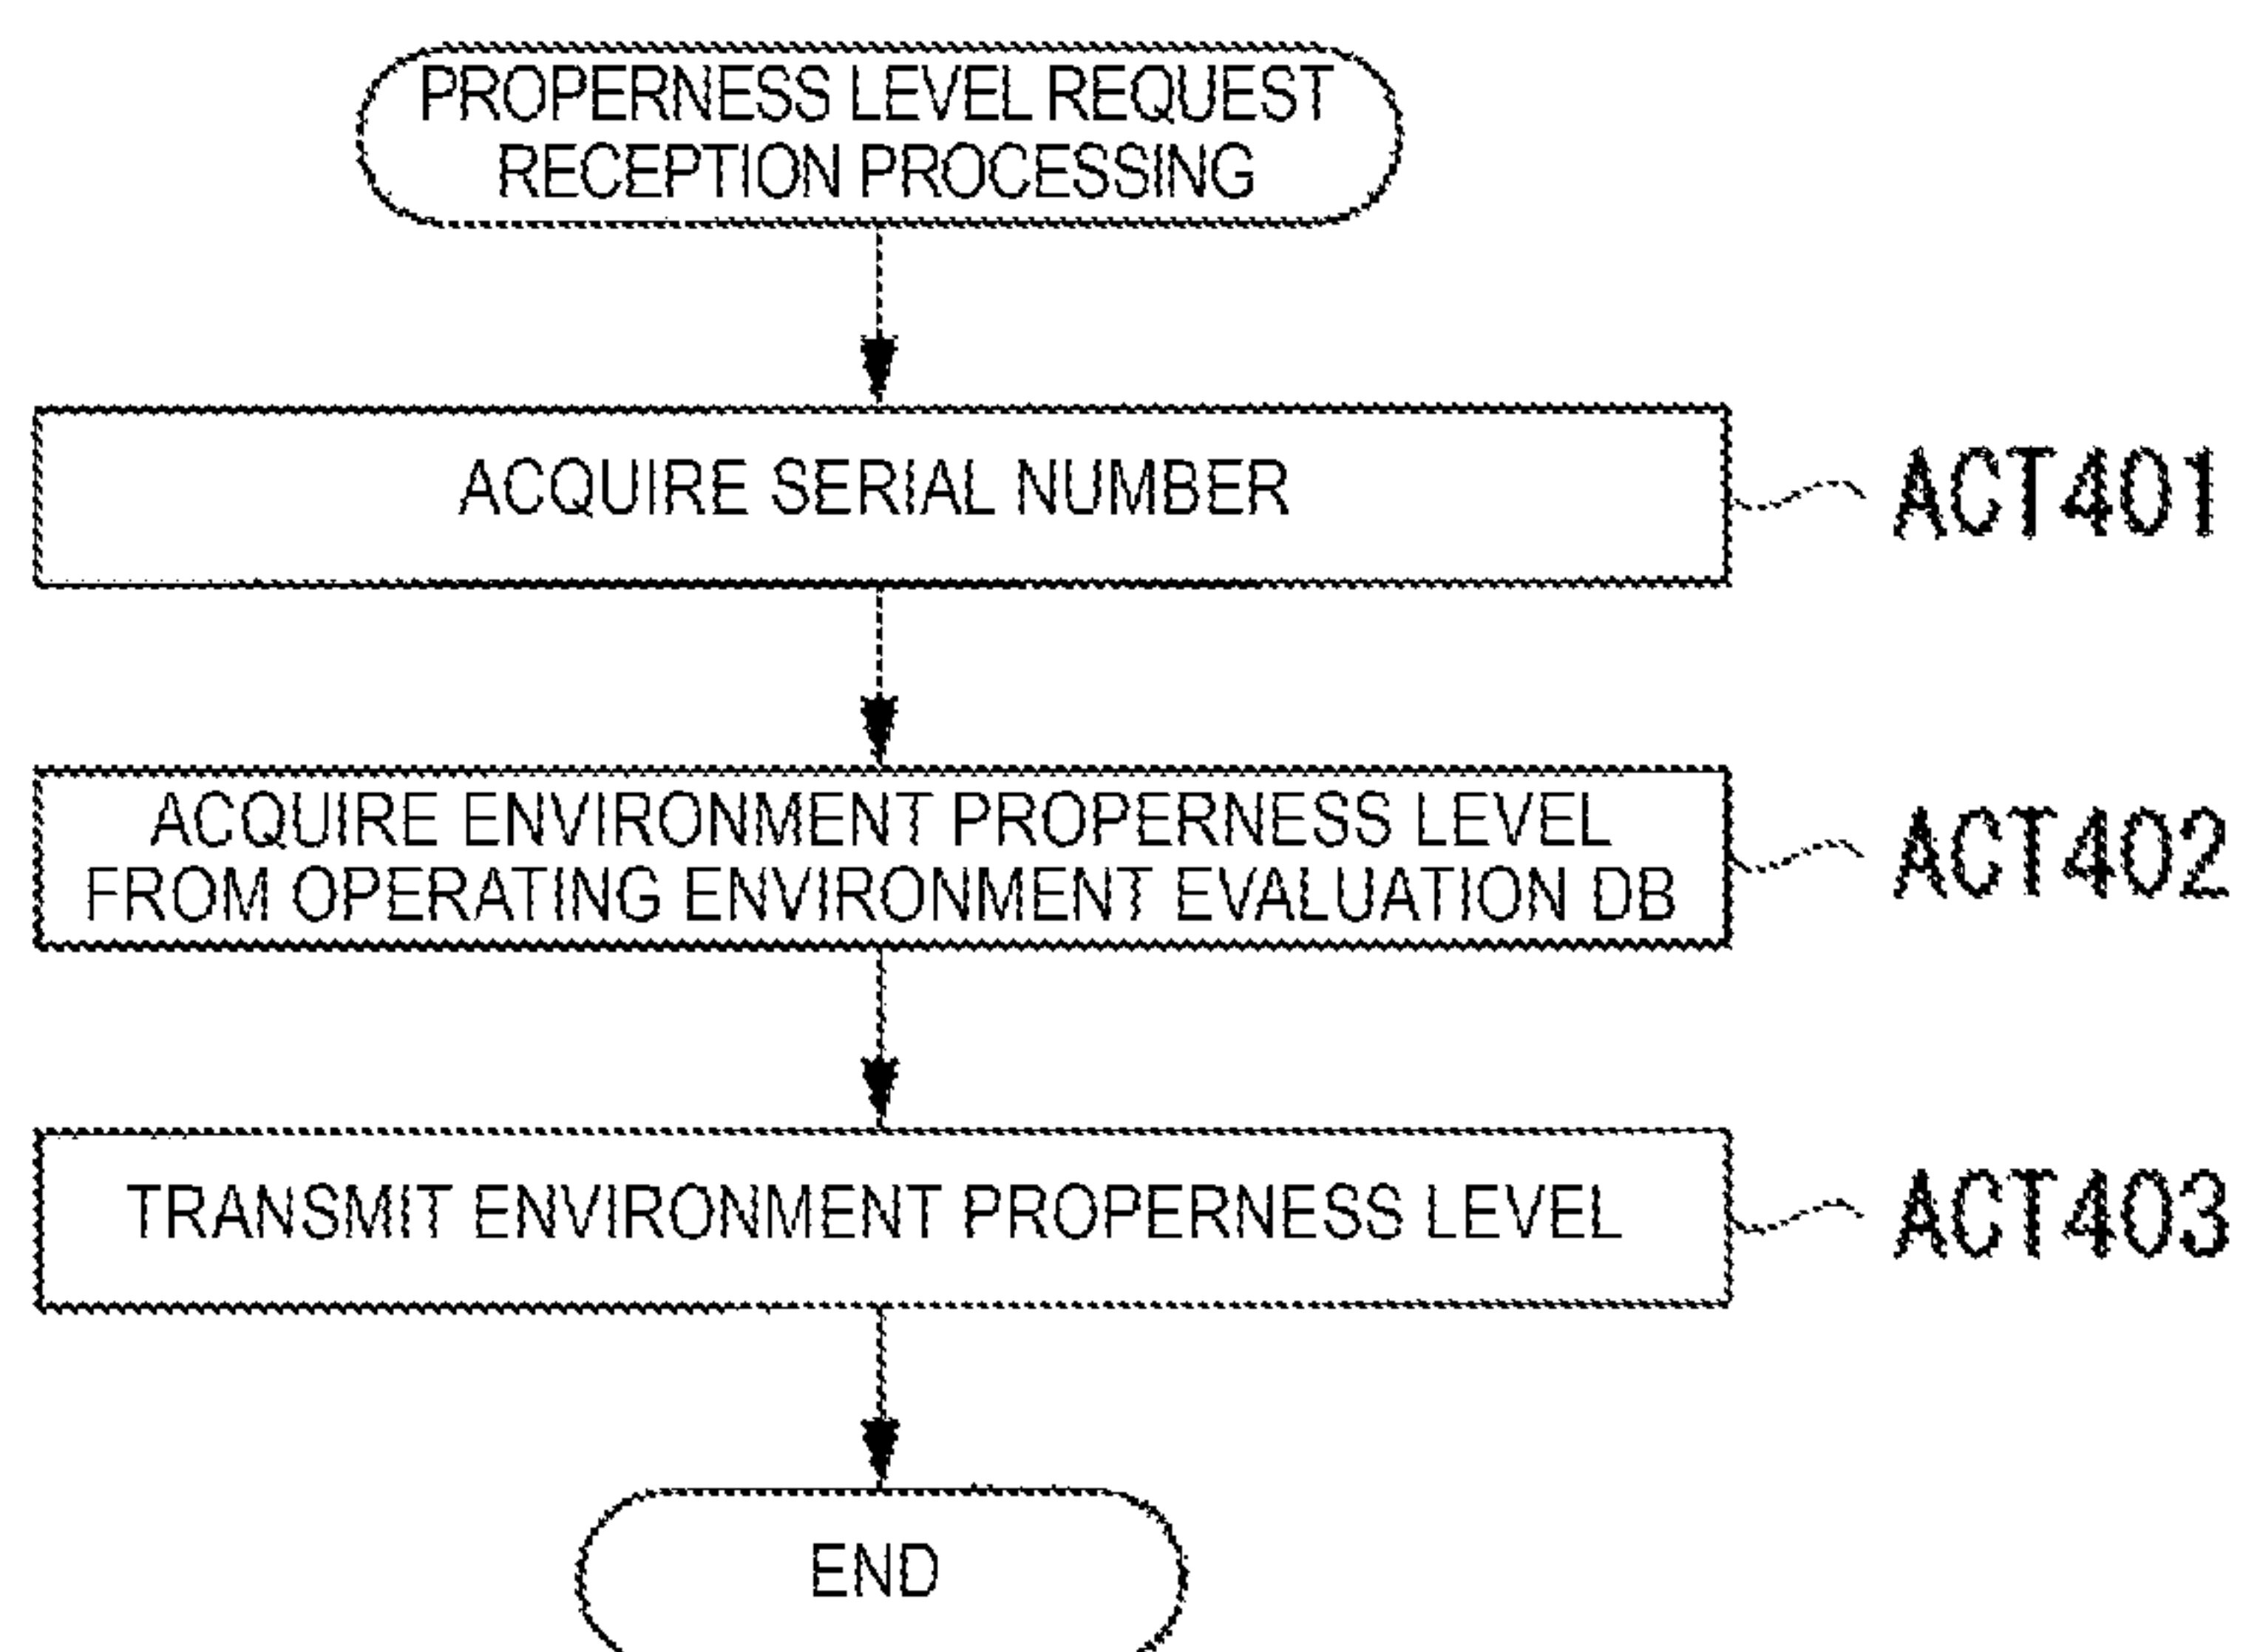 PROPERNESS LEVEL REQUEST
RECEPTION PROCESSING
ACQUIRE SERIAL NUMBER
ACT401
ACQUIRE ENVIRONMENT PROPERNESS LEVEL
FROM OPERATING ENVIRONMENT EVALUATION DB
ACT402
TRANSMIT ENVIRONMENT PROPERNESS LEVEL
ACT403
END